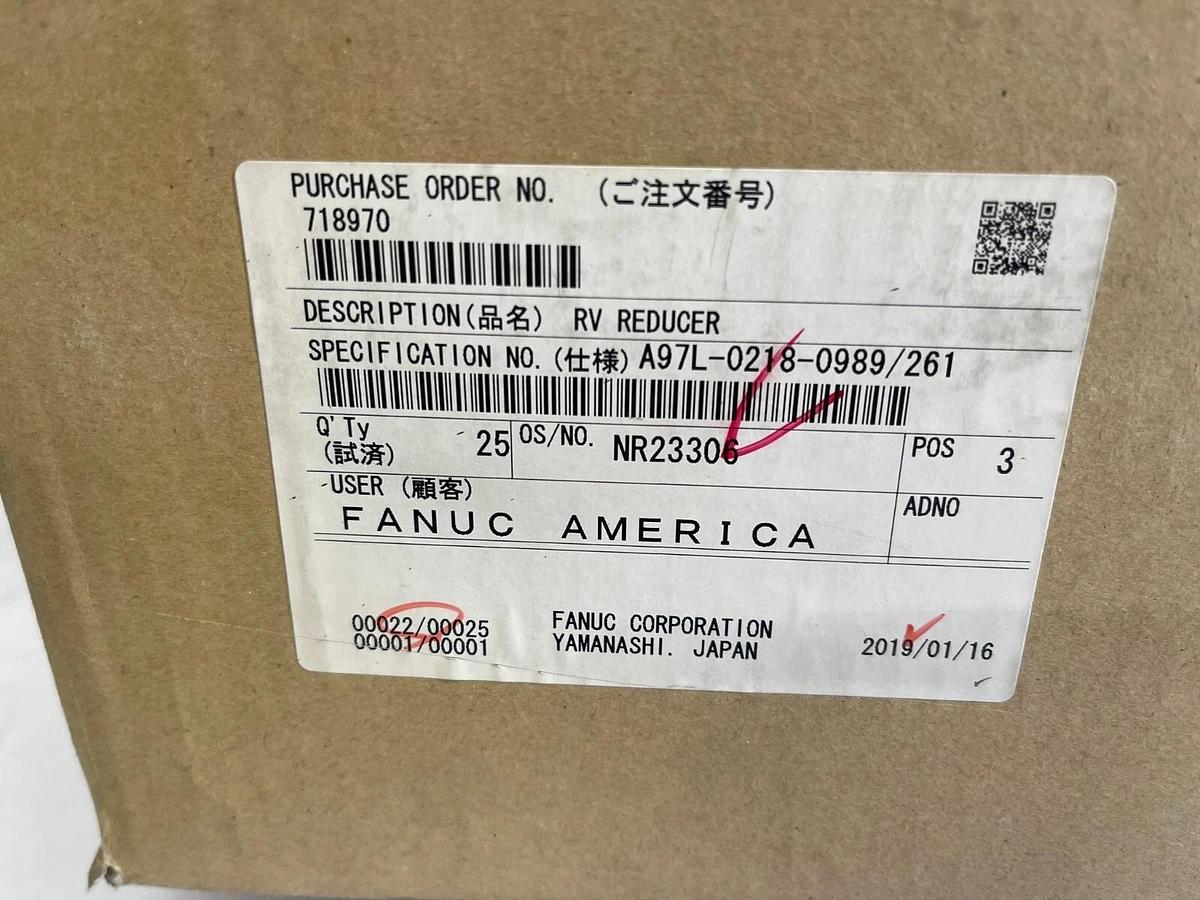 PURCHASE ORDER NO. (ご注文番号)
718970
DESCRIPTION(品名) RV REDUCER
SPECIFICATION NO.(仕様) A97L-0218-0989/261
Q'Ty 25 OS/NO. NR23306 POS 3
(試済)
USER (顧客) ADNO
FANUC AMERICA
00022/00025 FANUC CORPORATION
00001/00001 YAMANASHI. JAPAN 2019/01/16